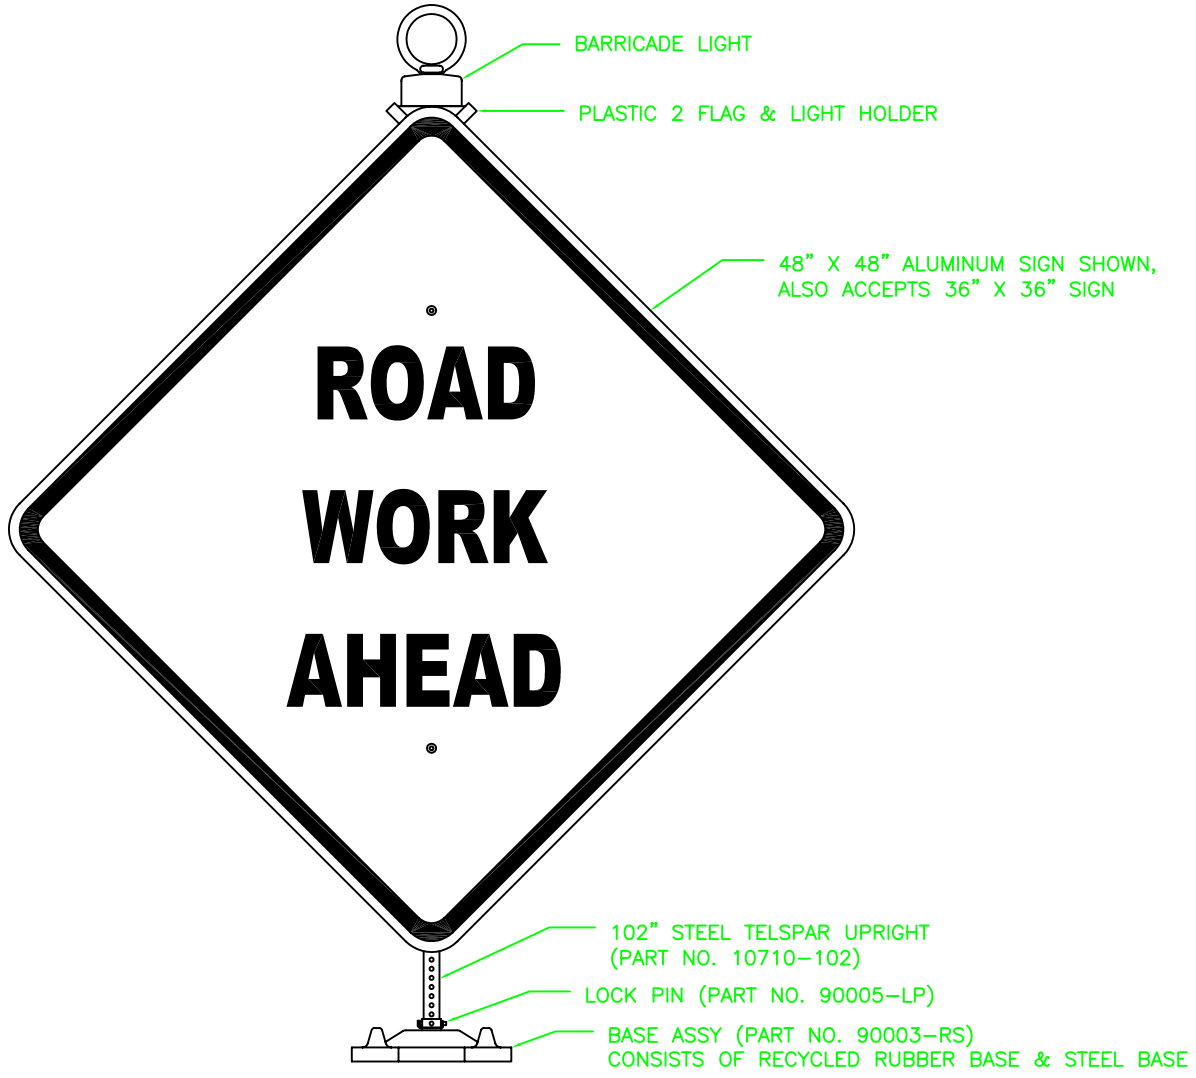 BARRICADE LIGHT
PLASTIC 2 FLAG & LIGHT HOLDER
48” X 48” ALUMINUM SIGN SHOWN,
ALSO ACCEPTS 36” X 36” SIGN
ROAD
WORK
AHEAD
102” STEEL TELSPAR UPRIGHT
(PART NO. 10710-102)
LOCK PIN (PART NO. 90005-LP)
BASE ASSY (PART NO. 90003-RS)
CONSISTS OF RECYCLED RUBBER BASE & STEEL BASE